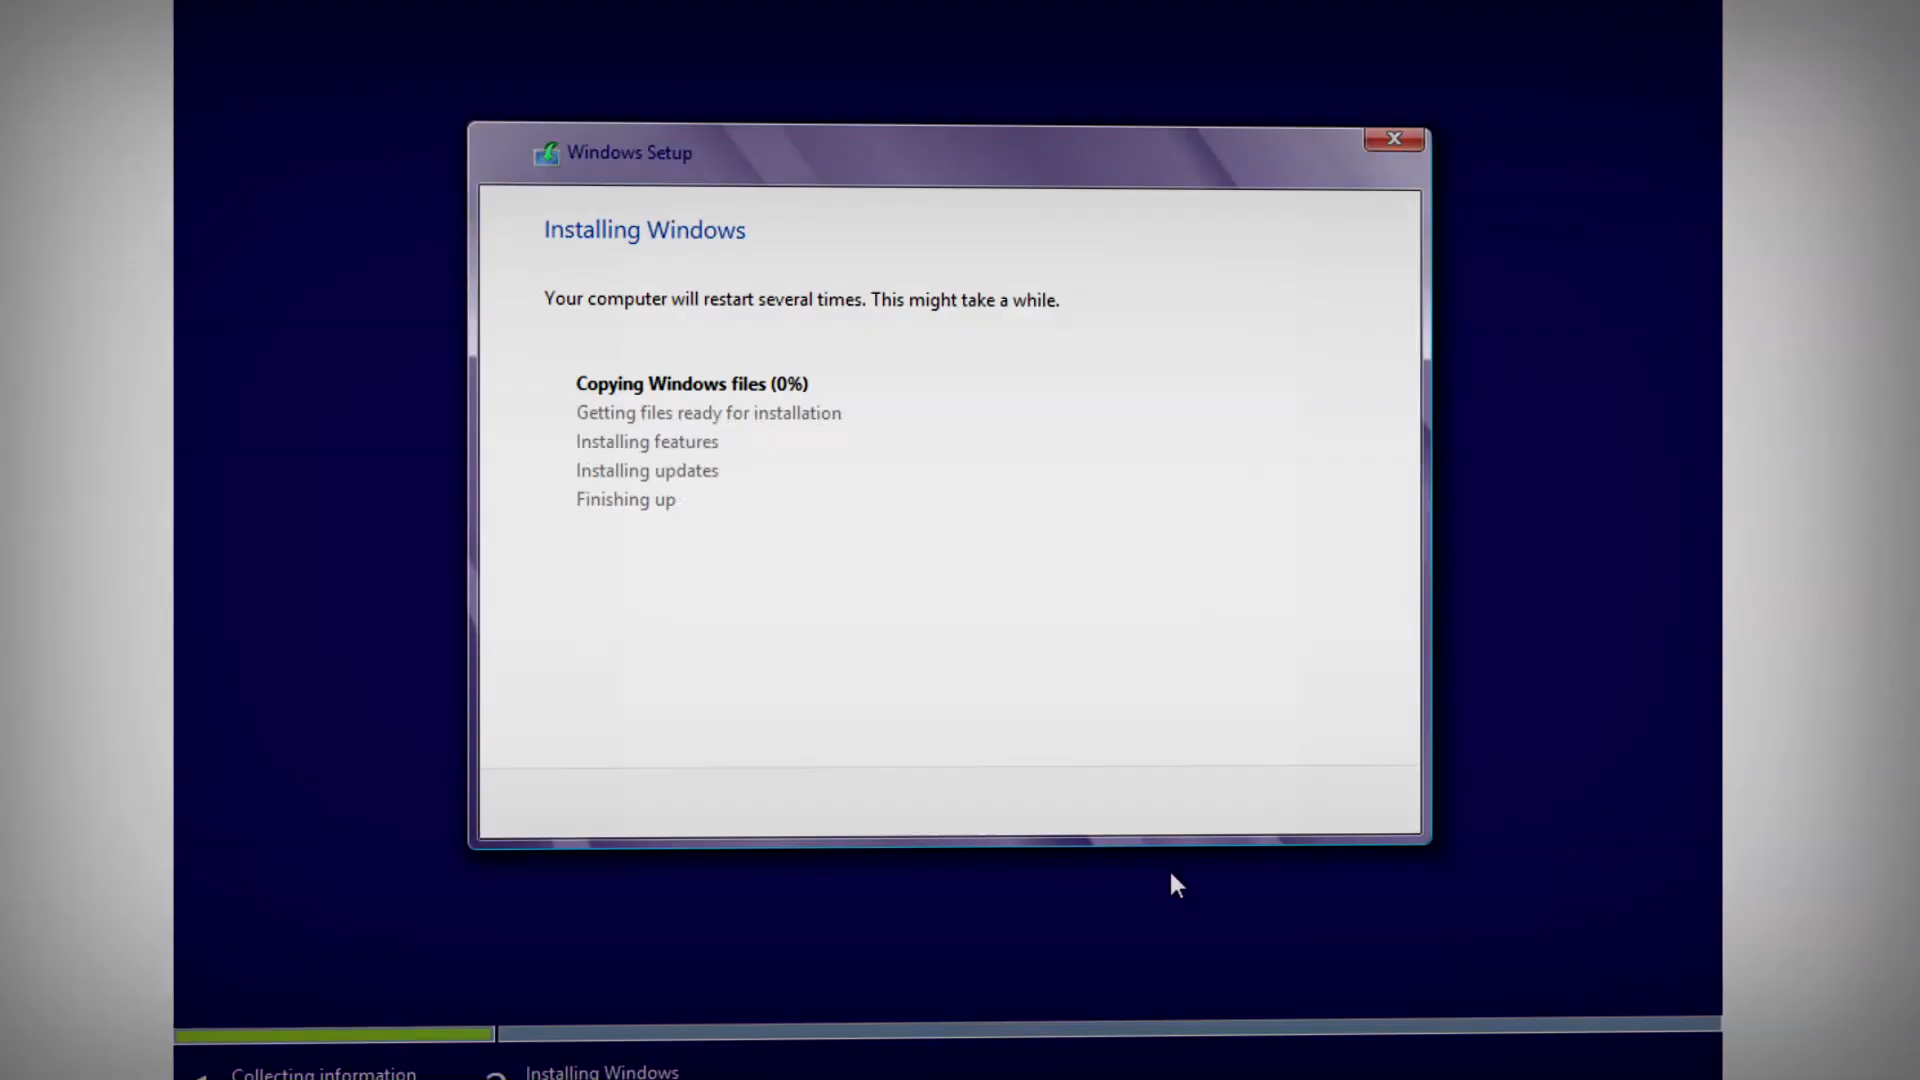 Windows Setup
Installing Windows
Your computer will restart several times. This might take a while.
Copying Windows files (0%)
Getting files ready for installation
Installing features
Installing updates
Finishing up
Collecting information
Installing Windows